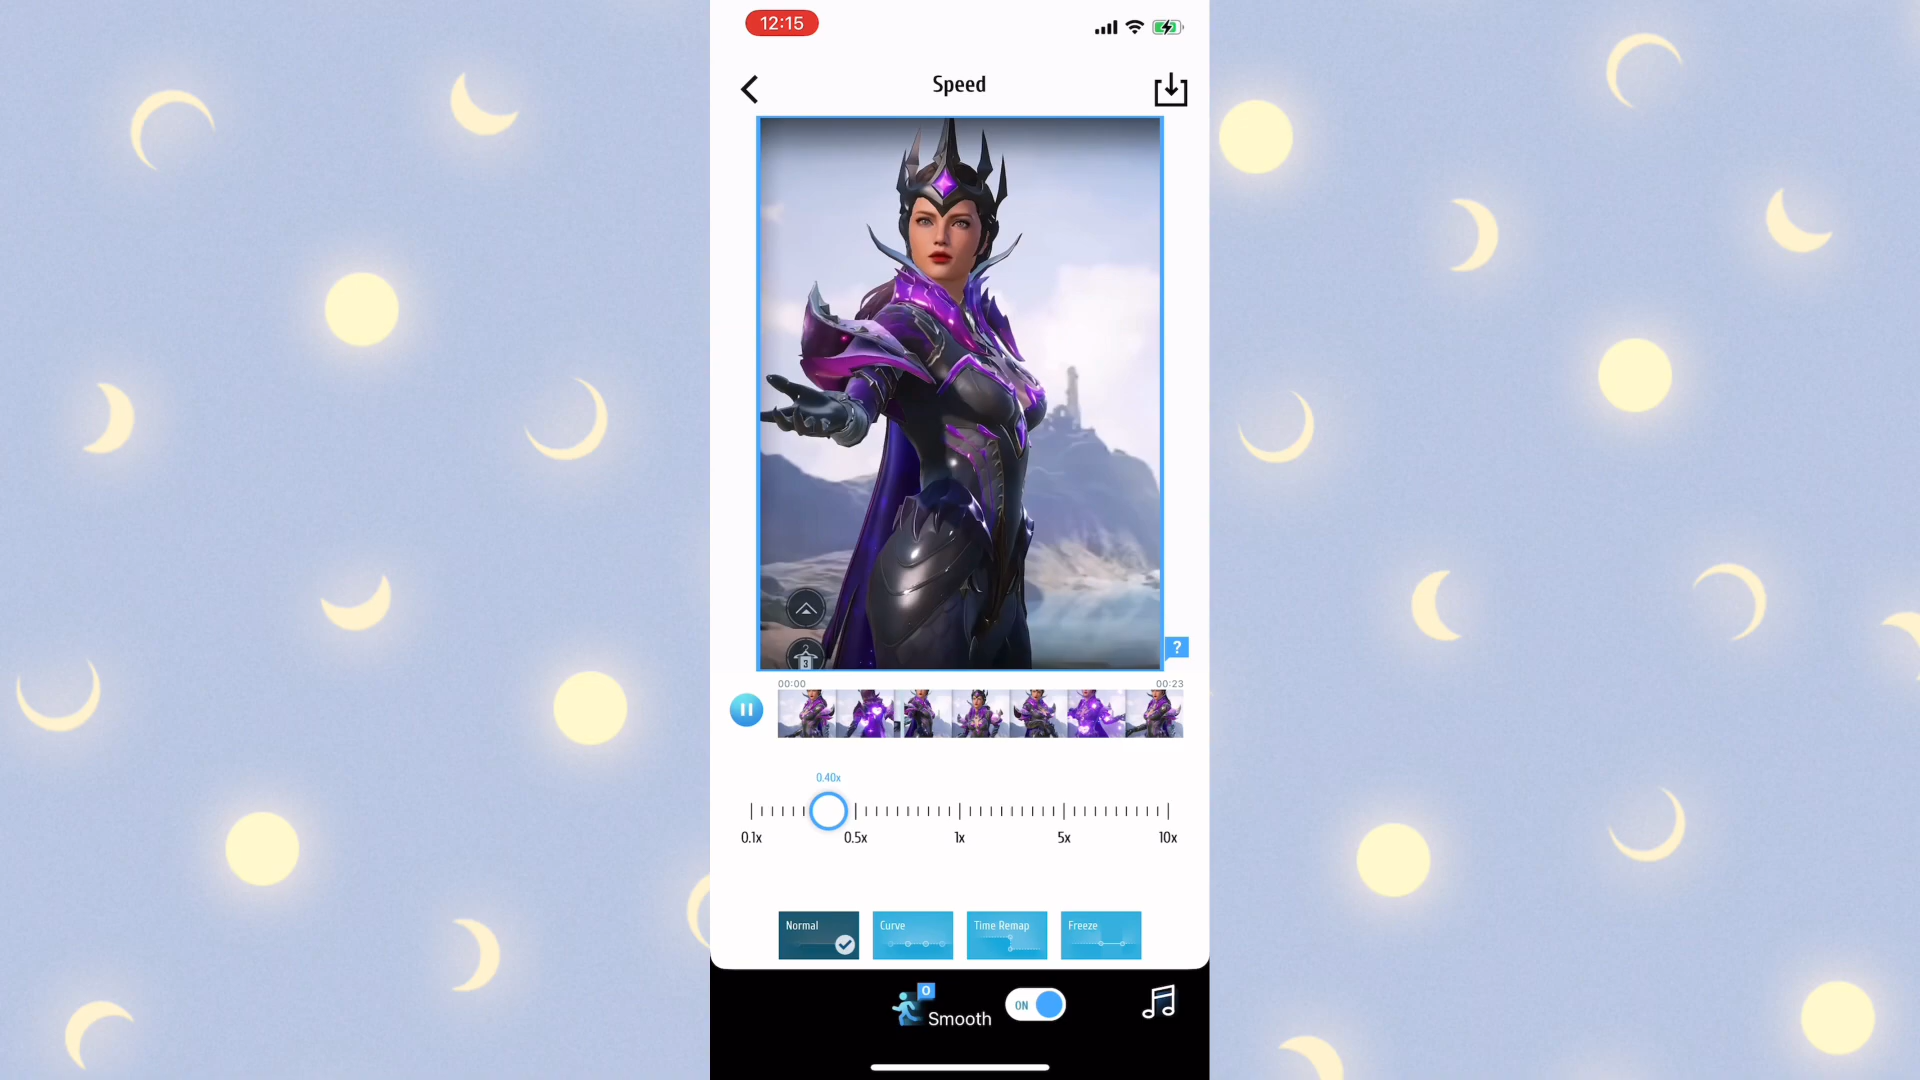 12:15
Speed
3
?
00:00 00:23
0.40x
0.1x 0.5x 1x 5x 10x
Normal Curve Time Remap Freeze
O
Smooth ON